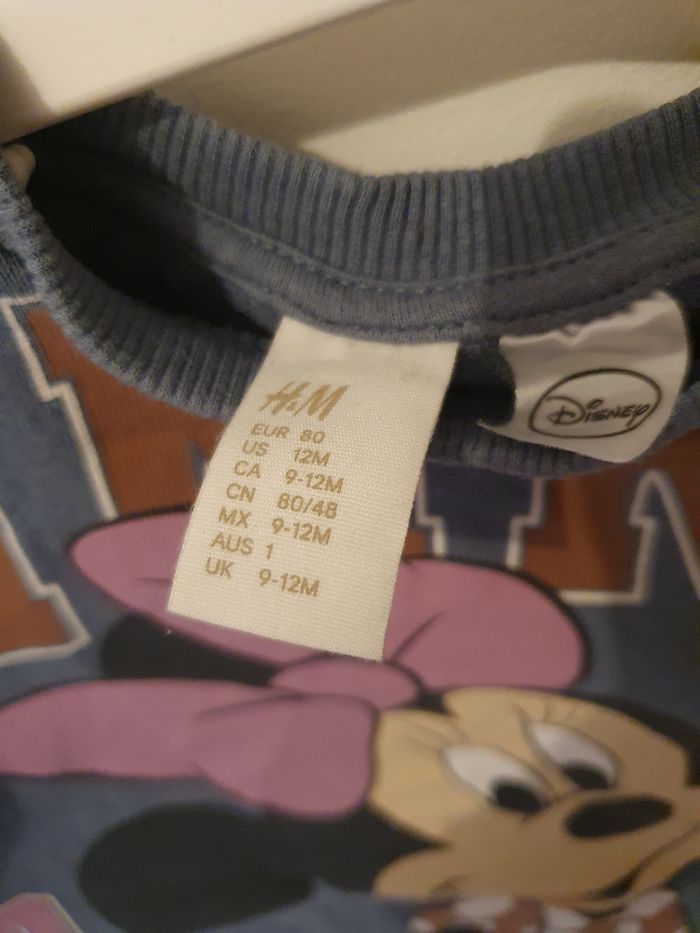 H&M
EUR 80
US 12M
CA 9-12M
CN 80/48
MX 9-12M
AUS 1
UK 9-12M
DISNEY